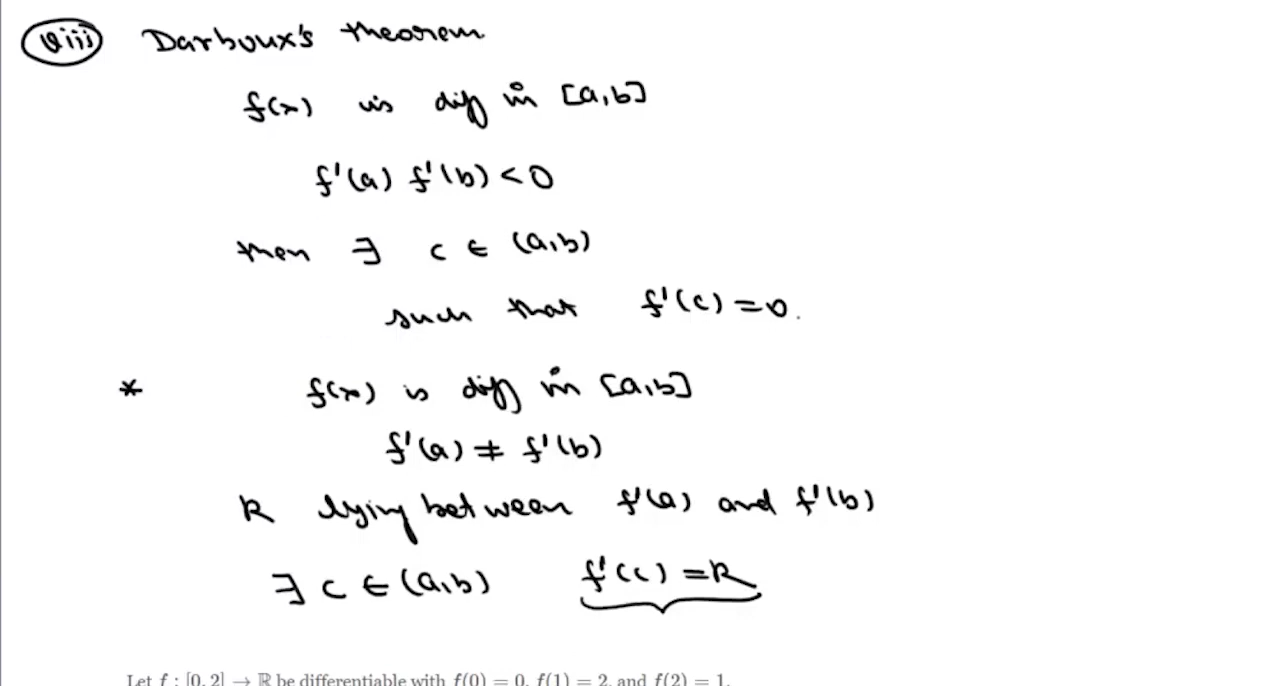 (viii) Darboux's theorem
f(x) is diff in [a,b]
f'(a) f'(b) < 0
then ∃ c ∈ (a,b)
such that f'(c) = 0.
* f(x) is diff in [a,b]
f'(a) ≠ f'(b)
k lying between f'(a) and f'(b)
∃ c ∈ (a,b) f'(c) = k
Let f : [0, 2] → ℝ be differentiable with f(0) = 0, f(1) = 2, and f(2) = 1.